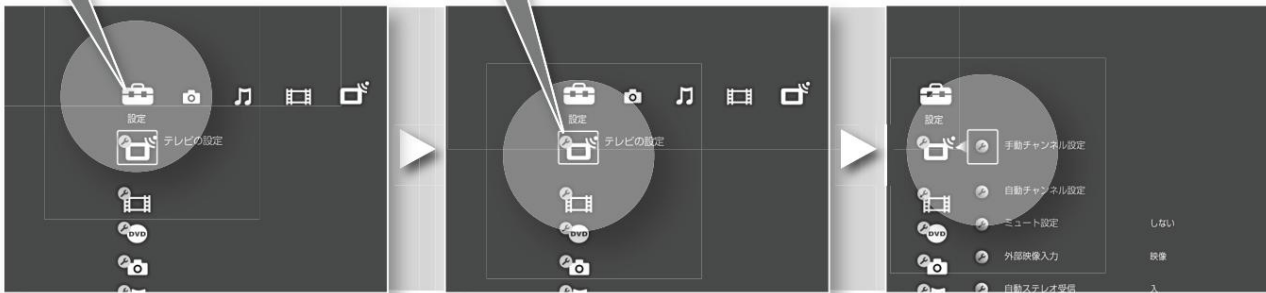 設定
テレビの設定
DVD
設定
テレビの設定
DVD
設定
手動チャンネル設定
自動チャンネル設定
ミュート設定 しない
DVD
外部映像入力 映像
自動ステレオ受信 入